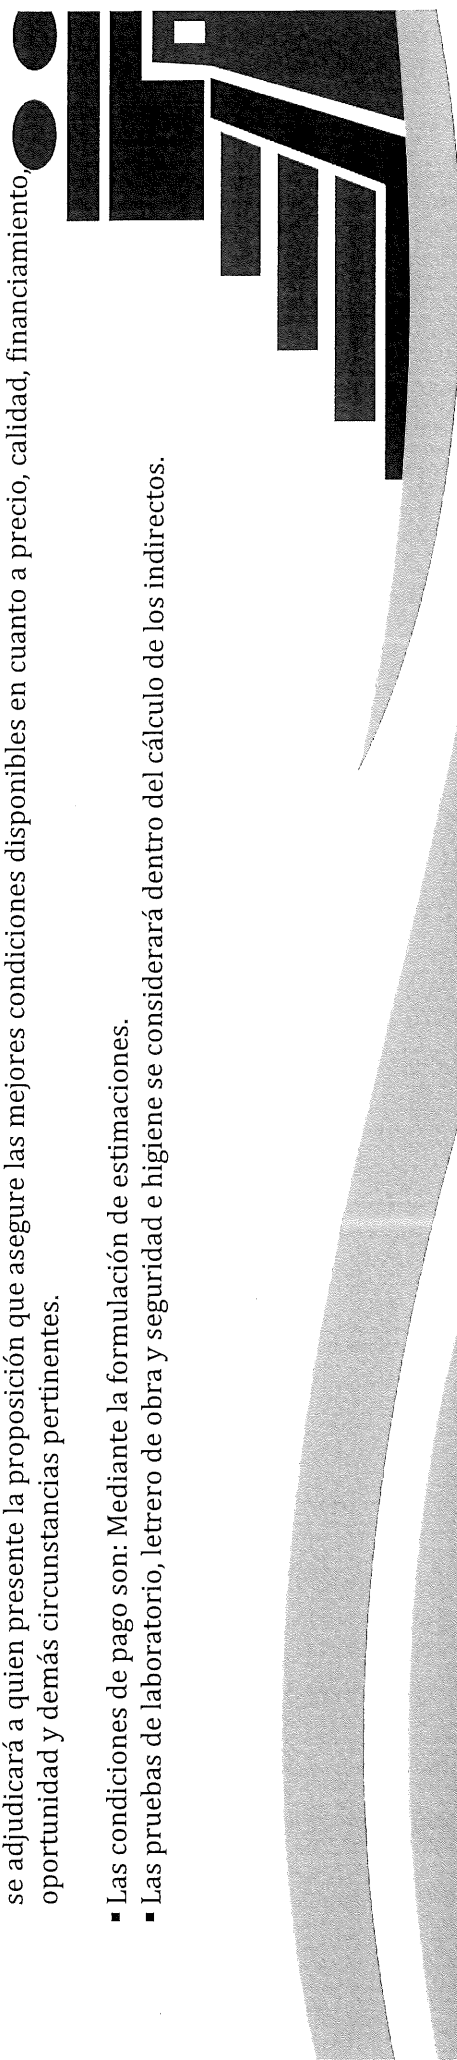 se adjudicará a quien presente la proposición que asegure las mejores condiciones disponibles en cuanto a precio, calidad, financiamiento,
oportunidad y demás circunstancias pertinentes.
▪ Las condiciones de pago son: Mediante la formulación de estimaciones.
▪ Las pruebas de laboratorio, letrero de obra y seguridad e higiene se considerará dentro del cálculo de los indirectos.